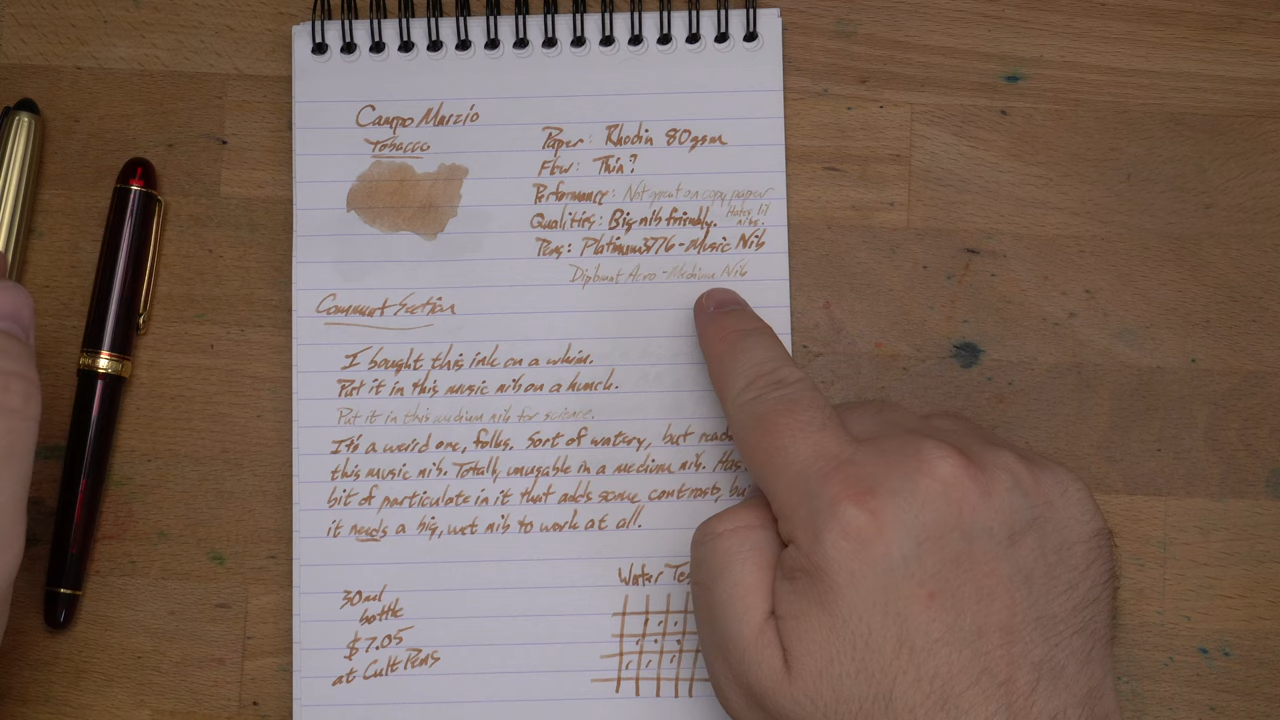 Campo Marzio
Tobacco
Paper: Rhodia 80gsm
Flow: Thin?
Performance: Not great on copy paper
Qualities: Big nib friendly. Hates lil nibs.
Pens: Platinum 3776 - Music Nib
Diplomat Aero - Medium Nib
Comment Section
I bought this ink on a whim.
Put it in this music nib on a hunch.
Put it in this medium nib for science.
It's a weird one, folks. Sort of watery, but
this music nib. Totally unusable in a medium nib. Has
bit of particulate in it that adds some contrast, bu
it needs a big, wet nib to work at all.
30ml
bottle
$7.05
at Cult Pens
Water Tes